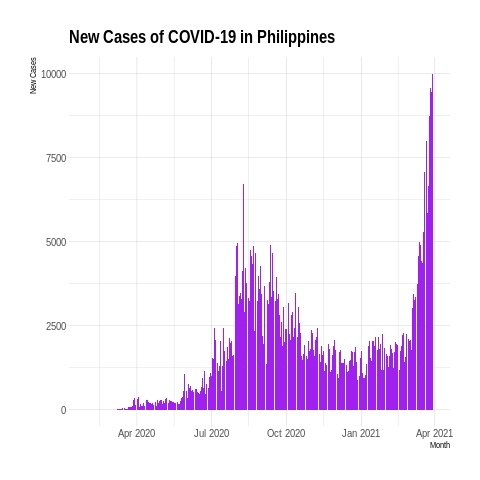 New Cases of COVID-19 in Philippines
New Cases
10000
7500
5000
2500
0
Apr 2020 Jul 2020 Oct 2020 Jan 2021 Apr 2021
Month